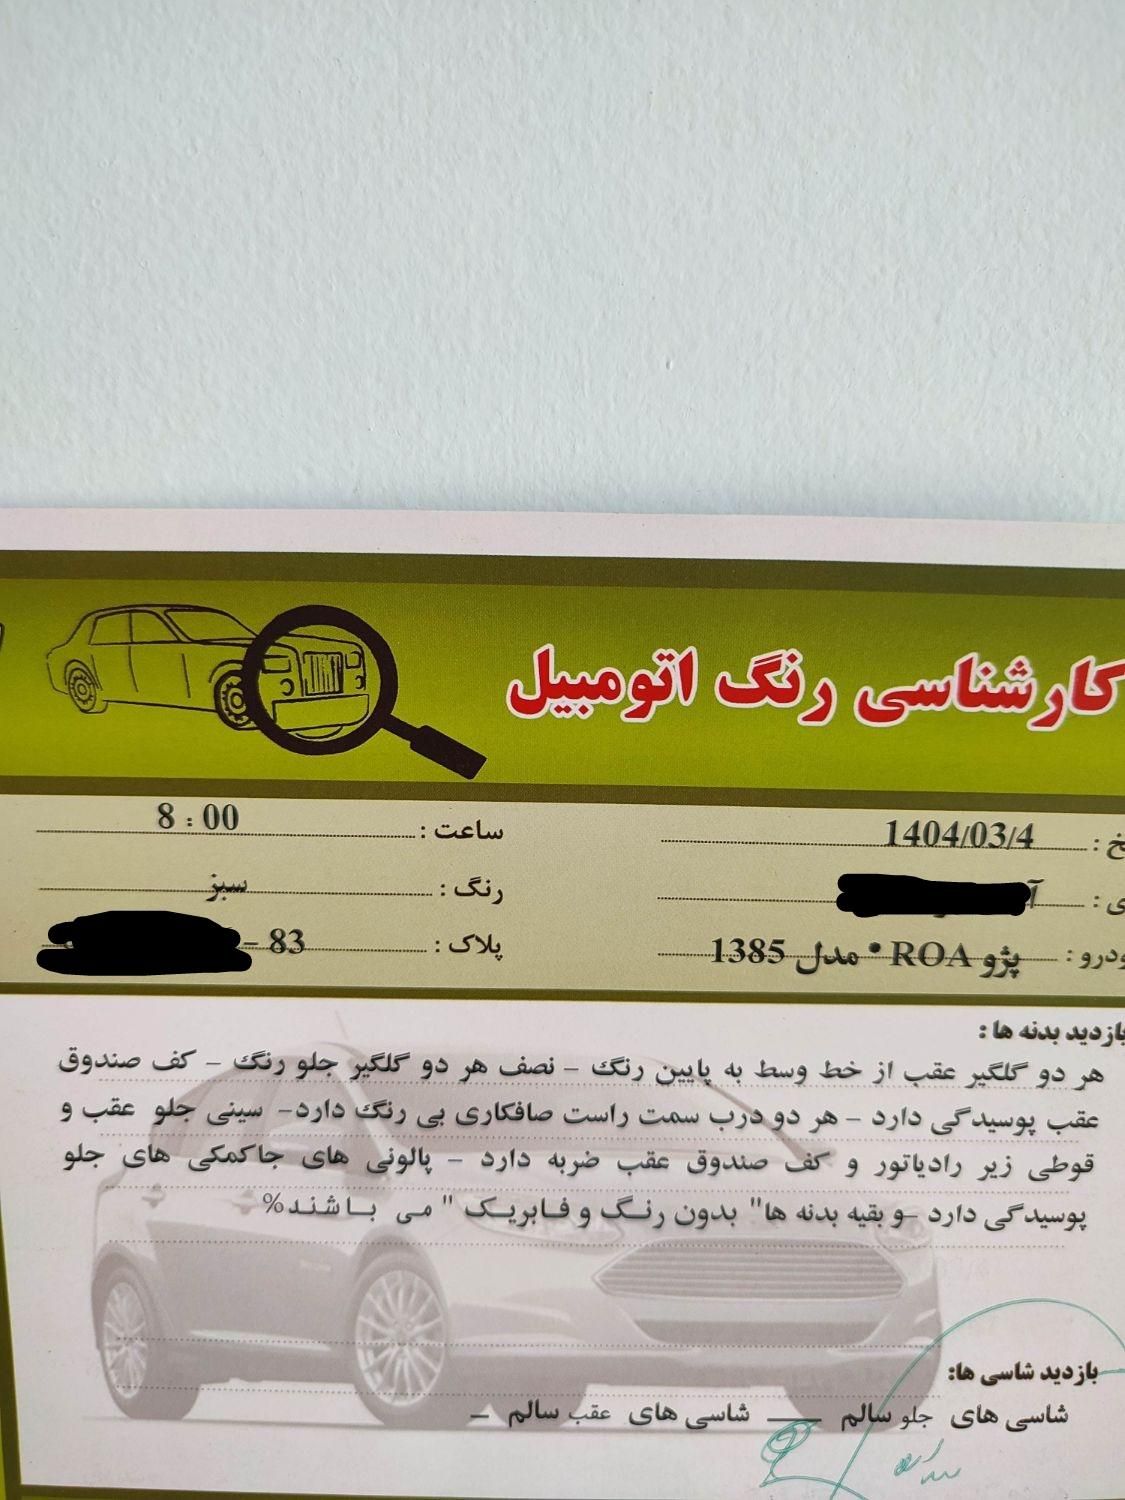 کارشناسی رنگ اتومبیل
1404/03/4 ساعت : 8 : 00
رنگ : سبز
پژو ROA • مدل 1385 پلاک : 83 -
بازدید بدنه ها :
هر دو گلگیر عقب از خط وسط به پایین رنگ – نصف هر دو گلگیر جلو رنگ – کف صندوق
عقب پوسیدگی دارد – هر دو درب سمت راست صافکاری بی رنگ دارد– سینی جلو عقب و
قوطی زیر رادیاتور و کف صندوق عقب ضربه دارد – پالونی های جاکمکی های جلو
پوسیدگی دارد –و بقیه بدنه ها" بدون رنگ و فابریک " می باشند%
بازدید شاسی ها:
شاسی های جلو سالم — شاسی های عقب سالم –